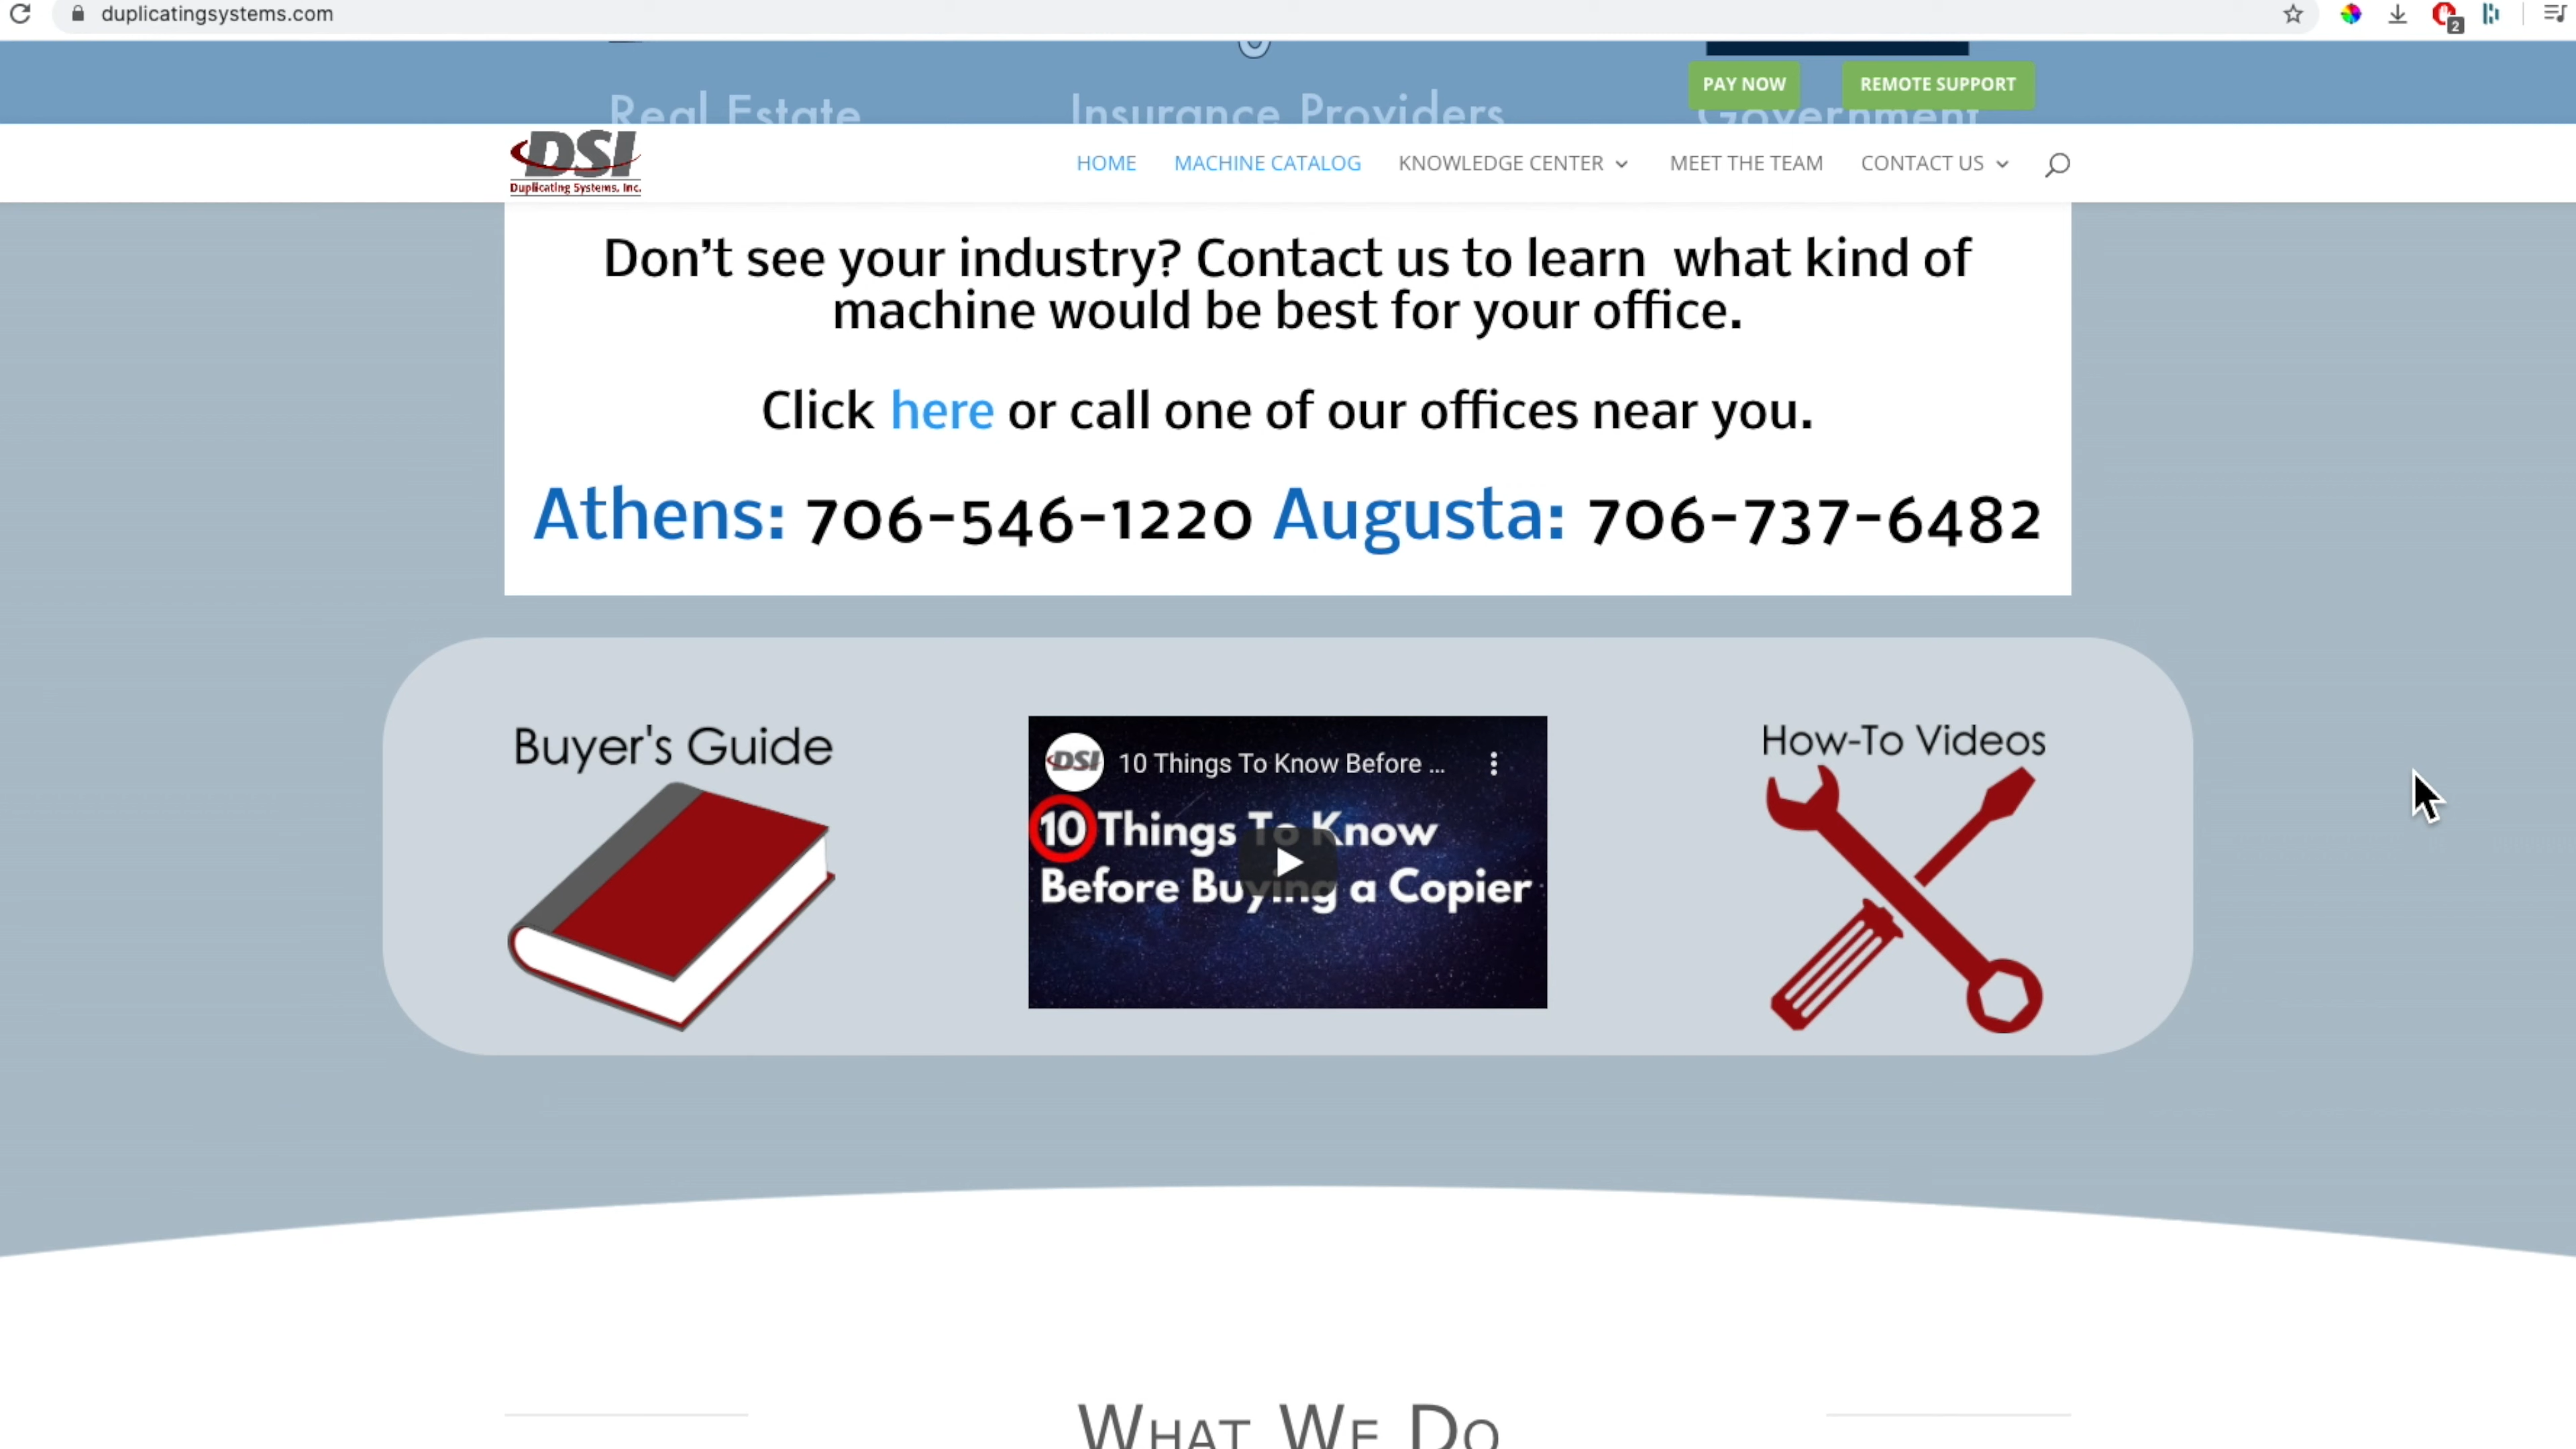 duplicatingsystems.com
2
PAY NOW
REMOTE SUPPORT
Real Estate
Insurance Providers
Government
DSI
Duplicating Systems, Inc.
HOME
MACHINE CATALOG
KNOWLEDGE CENTER
MEET THE TEAM
CONTACT US
Don't see your industry? Contact us to learn what kind of
machine would be best for your office.
Click here or call one of our offices near you.
Athens: 706-546-1220 Augusta: 706-737-6482
Buyer's Guide
DSI
10 Things To Know Before ...
10 Things To Know
Before Buying a Copier
How-To Videos
What We Do